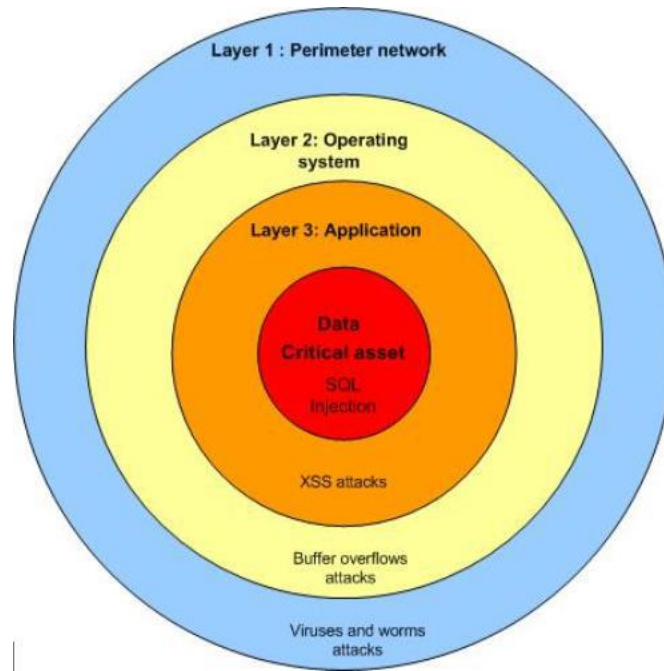 Layer 1 : Perimeter network
Layer 2: Operating
system
Layer 3: Application
Data
Critical asset
SQL
Injection
XSS attacks
Buffer overflows
attacks
Viruses and worms
attacks